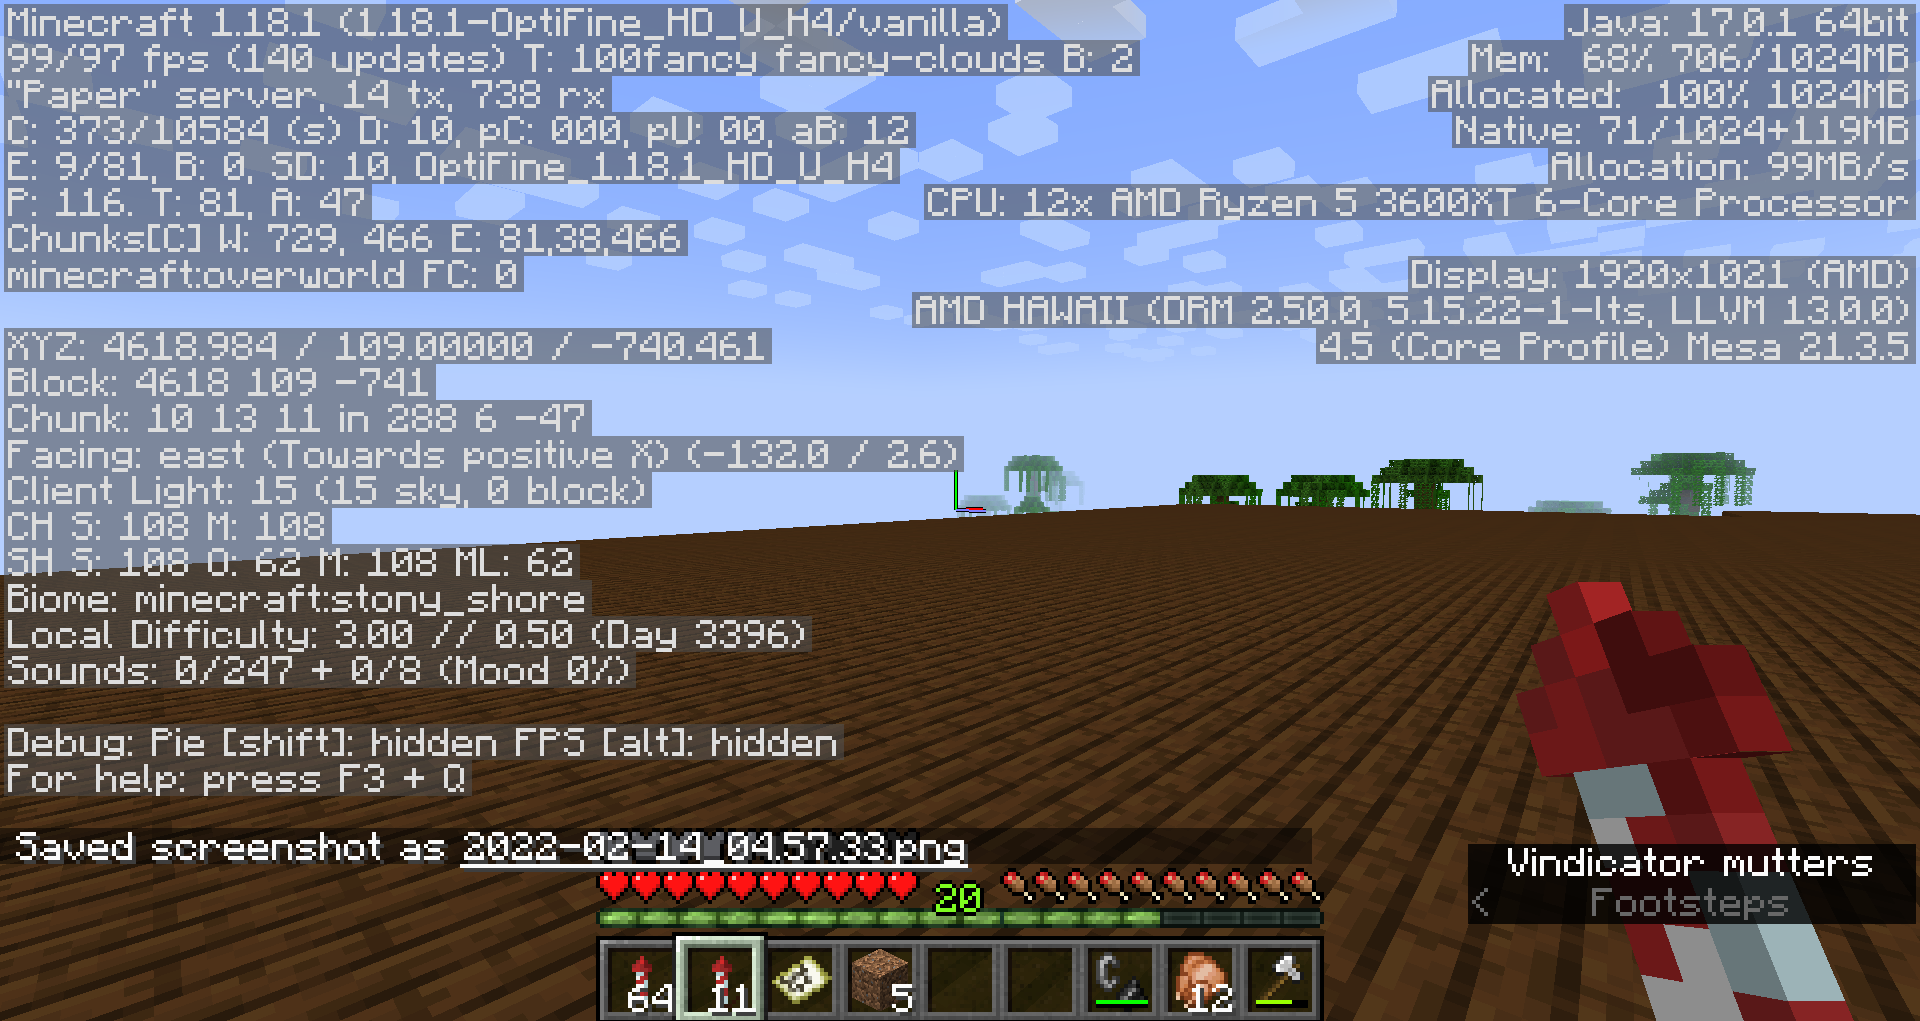 Minecraft 1.18.1 (1.18.1-OptiFine_HD_U_H4/vanilla)
99/97 fps (140 updates) T: 100fancy fancy-clouds B: 2
"Paper" server 14 tx, 738 rx
C: 373/10584 (s) D: 10, pC: 000, pU: 00, aB: 12
E: 9/81, B: 0, SD: 10, OptiFine_1.18.1_HD_U_H4
P: 116. T: 81, A: 47
Chunks[C] W: 729, 466 E: 81,38,466
minecraft:overworld FC: 0
XYZ: 4618.984 / 109.00000 / -740.461
Block: 4618 109 -741
Chunk: 10 13 11 in 288 6 -47
Facing: east (Towards positive X) (-132.0 / 2.6)
Client Light: 15 (15 sky, 0 block)
CH S: 108 M: 108
SH S: 108 O: 62 M: 108 ML: 62
Biome: minecraft:stony_shore
Local Difficulty: 3.00 // 0.50 (Day 3396)
Sounds: 0/247 + 0/8 (Mood 0%)
Debug: Pie [shift]: hidden FPS [alt]: hidden
For help: press F3 + Q
Java: 17.0.1 64bit
Mem: 68% 706/1024MB
Allocated: 100% 1024MB
Native: 71/1024+119MB
Allocation: 99MB/s
CPU: 12x AMD Ryzen 5 3600XT 6-Core Processor
Display: 1920x1021 (AMD)
AMD HAWAII (DRM 2.50.0, 5.15.22-1-lts, LLVM 13.0.0)
4.5 (Core Profile) Mesa 21.3.5
Saved screenshot as 2022-02-14_04.57.33.png
Vindicator mutters
< Footsteps
20
64 11 5 12